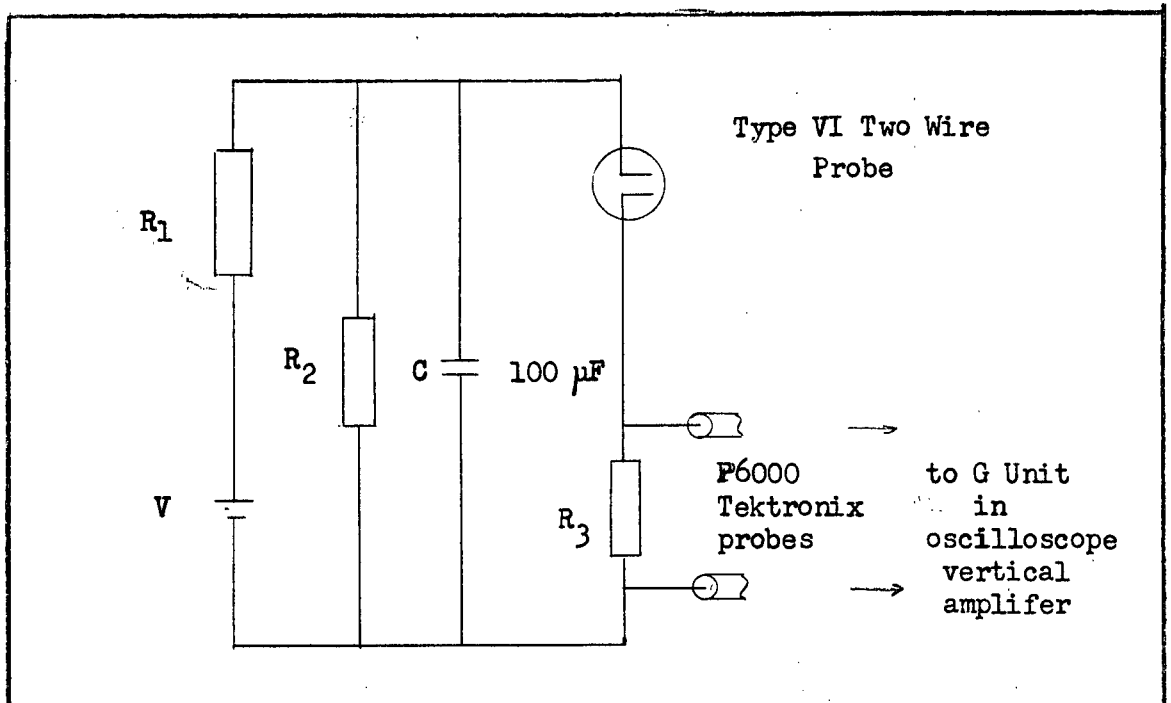 Type VI Two Wire
Probe
R1
R2
C
100 µF
V
R3
P6000
Tektronix
probes
to G Unit
in
oscilloscope
vertical
amplifer